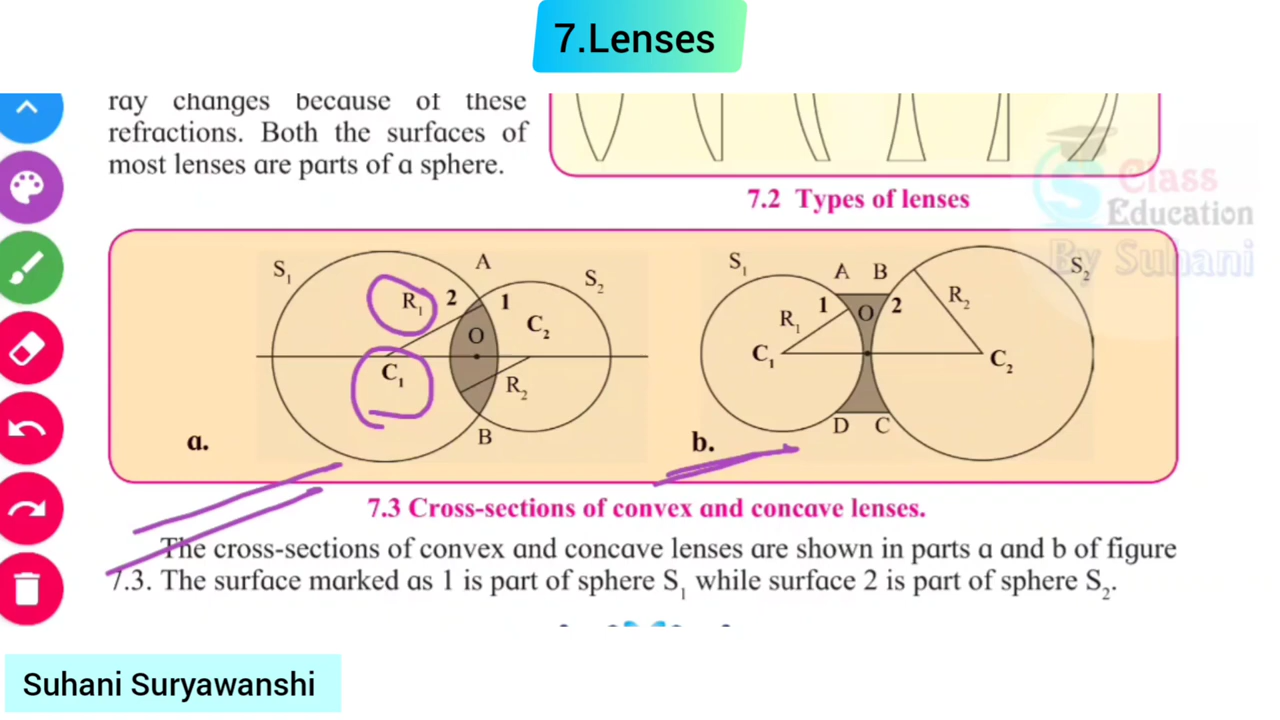 7.Lenses
ray changes because of these
refractions. Both the surfaces of
most lenses are parts of a sphere.
7.2 Types of lenses
Class
Education
By Suhani
S₁ A S₂
R₁ 2 1
O C₂
C₁ R₂
B
a.
S₁ A B S₂
1 O 2 R₂
R₁
C₁ C₂
D C
b.
7.3 Cross-sections of convex and concave lenses.
The cross-sections of convex and concave lenses are shown in parts a and b of figure
7.3. The surface marked as 1 is part of sphere S₁ while surface 2 is part of sphere S₂.
Suhani Suryawanshi